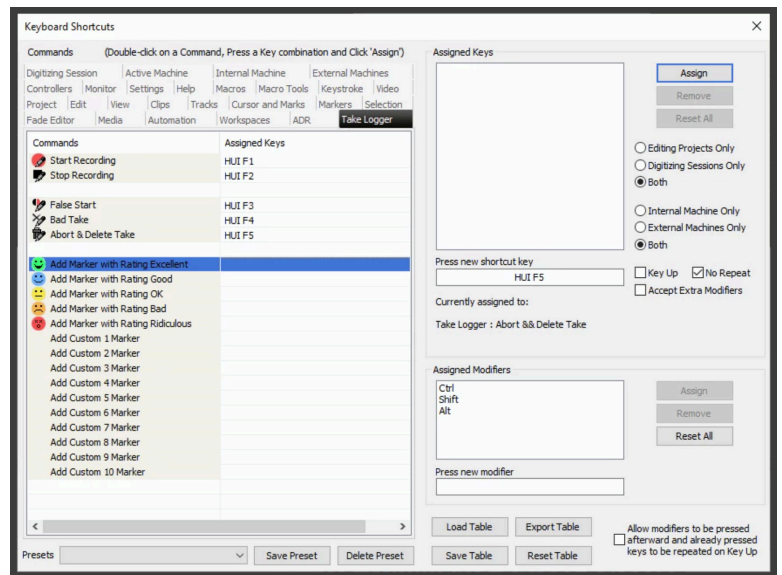 Keyboard Shortcuts
Commands (Double-click on a Command, Press a Key combination and Click 'Assign')
Digitizing Session Active Machine Internal Machine External Machines
Controllers Monitor Settings Help Macros Macro Tools Keystroke Video
Project Edit View Clips Tracks Cursor and Marks Markers Selection
Fade Editor Media Automation Workspaces ADR Take Logger
Commands Assigned Keys
Start Recording HUI F1
Stop Recording HUI F2
False Start HUI F3
Bad Take HUI F4
Abort & Delete Take HUI F5
Add Marker with Rating Excellent
Add Marker with Rating Good
Add Marker with Rating OK
Add Marker with Rating Bad
Add Marker with Rating Ridiculous
Add Custom 1 Marker
Add Custom 2 Marker
Add Custom 3 Marker
Add Custom 4 Marker
Add Custom 5 Marker
Add Custom 6 Marker
Add Custom 7 Marker
Add Custom 8 Marker
Add Custom 9 Marker
Add Custom 10 Marker
Presets Save Preset Delete Preset
Assigned Keys
Assign
Remove
Reset All
Editing Projects Only
Digitizing Sessions Only
Both
Internal Machine Only
External Machines Only
Both
Press new shortcut key
HUI F5
Key Up No Repeat
Accept Extra Modifiers
Currently assigned to:
Take Logger : Abort && Delete Take
Assigned Modifiers
Ctrl
Shift
Alt
Assign
Remove
Reset All
Press new modifier
Load Table Export Table
Save Table Reset Table
Allow modifiers to be pressed
afterward and already pressed
keys to be repeated on Key Up